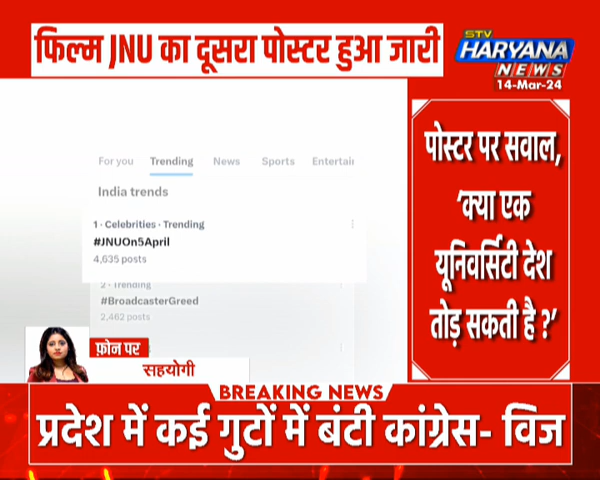 फिल्म JNU का दूसरा पोस्टर हुआ जारी
STV
HARYANA
NEWS
14-Mar-24
For you Trending News Sports Entertain
India trends
1 · Celebrities · Trending
#JNUOn5April
4,635 posts
2 · Trending
#BroadcasterGreed
2,462 posts
पोस्टर पर सवाल,
‘क्या एक
यूनिवर्सिटी देश
तोड़ सकती है ?’
फ़ोन पर
सहयोगी
BREAKING NEWS
प्रदेश में कई गुटों में बंटी कांग्रेस- विज